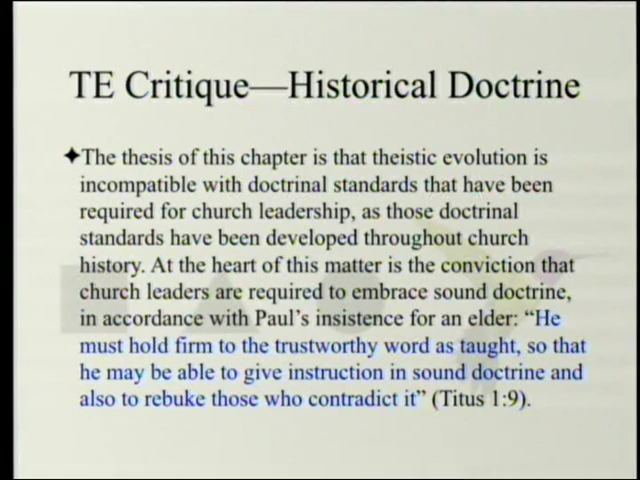 TE Critique—Historical Doctrine
✦The thesis of this chapter is that theistic evolution is
incompatible with doctrinal standards that have been
required for church leadership, as those doctrinal
standards have been developed throughout church
history. At the heart of this matter is the conviction that
church leaders are required to embrace sound doctrine,
in accordance with Paul’s insistence for an elder: “He
must hold firm to the trustworthy word as taught, so that
he may be able to give instruction in sound doctrine and
also to rebuke those who contradict it” (Titus 1:9).